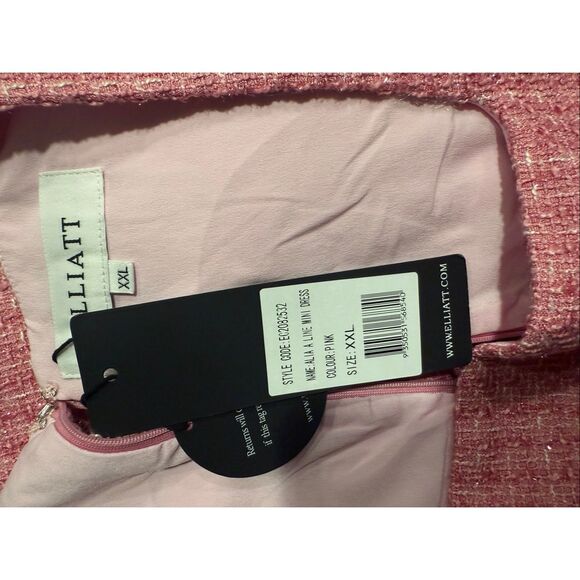 ELLIATT
XXL
STYLE CODE: EC2082532
NAME: ALIA A LINE MINI DRESS
COLOUR: PINK
SIZE: XXL
WWW.ELLIATT.COM
Returns will
if this tag
www.